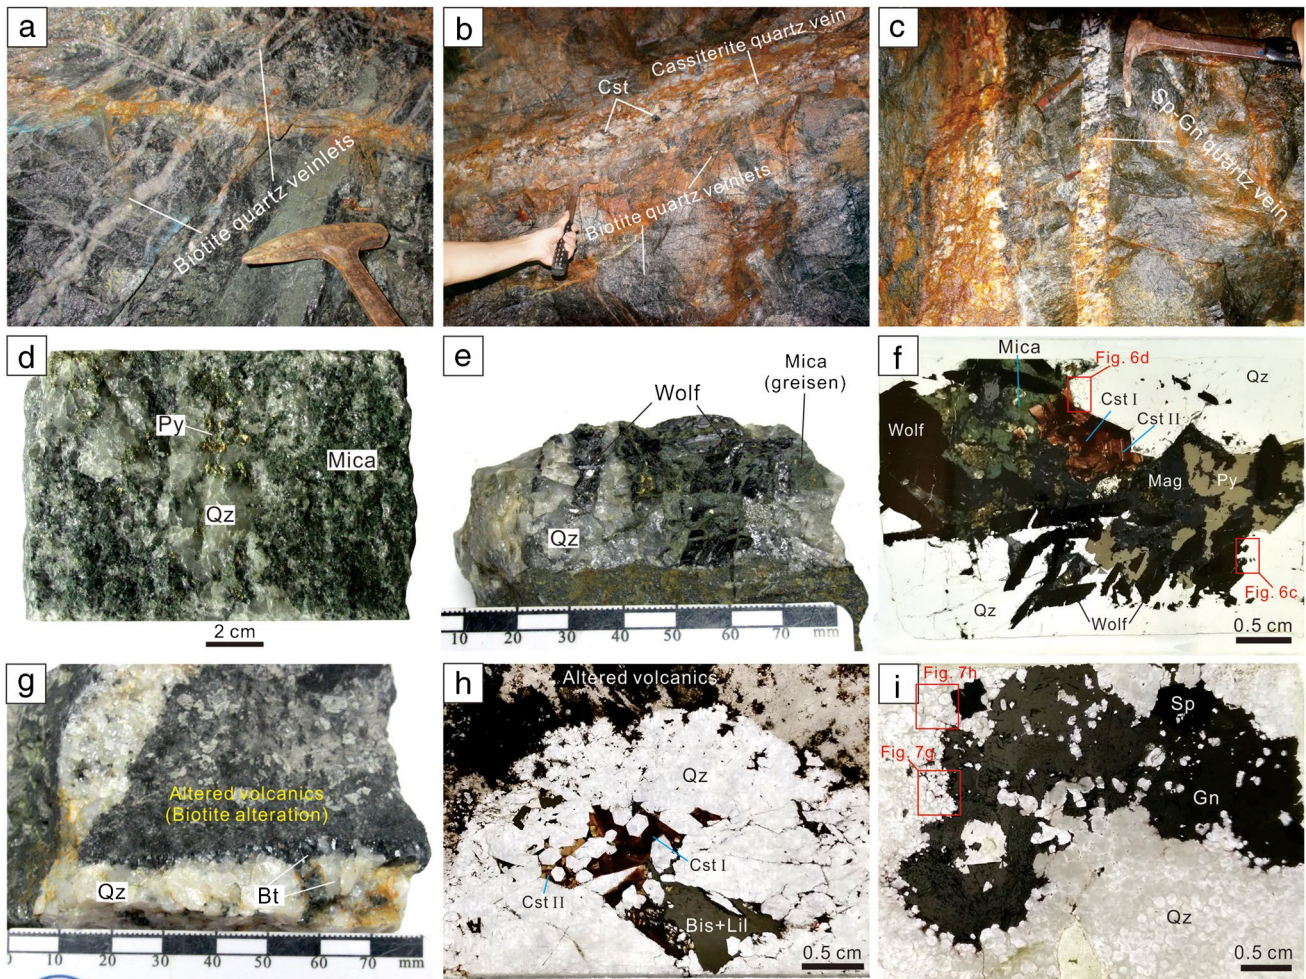 a
Biotite quartz veinlets
b
Cassiterite quartz vein
Cst
Biotite quartz veinlets
c
Sp-Gn quartz vein
d
Py
Mica
Qz
2 cm
e
Mica
(greisen)
Wolf
Qz
10 20 30 40 50 60 70 mm
f
Mica
Fig. 6d
Qz
Cst I
Cst II
Wolf
Mag
Py
Fig. 6c
Qz
Wolf
0.5 cm
g
Altered volcanics
(Biotite alteration)
Qz
Bt
0 10 20 30 40 50 60 70 mm
h
Altered volcanics
Qz
Cst I
Cst II
Bis+Lil
0.5 cm
i
Fig. 7h
Sp
Fig. 7g
Gn
Qz
0.5 cm